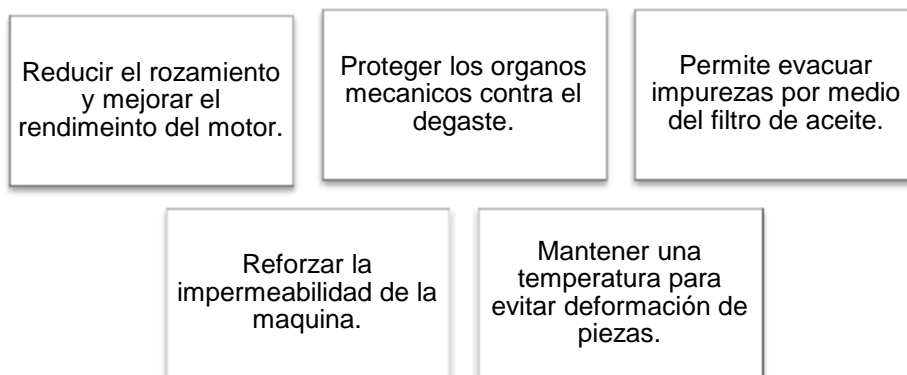 Reducir el rozamiento
y mejorar el
rendimeinto del motor.
Proteger los organos
mecanicos contra el
degaste.
Permite evacuar
impurezas por medio
del filtro de aceite.
Reforzar la
impermeabilidad de la
maquina.
Mantener una
temperatura para
evitar deformación de
piezas.